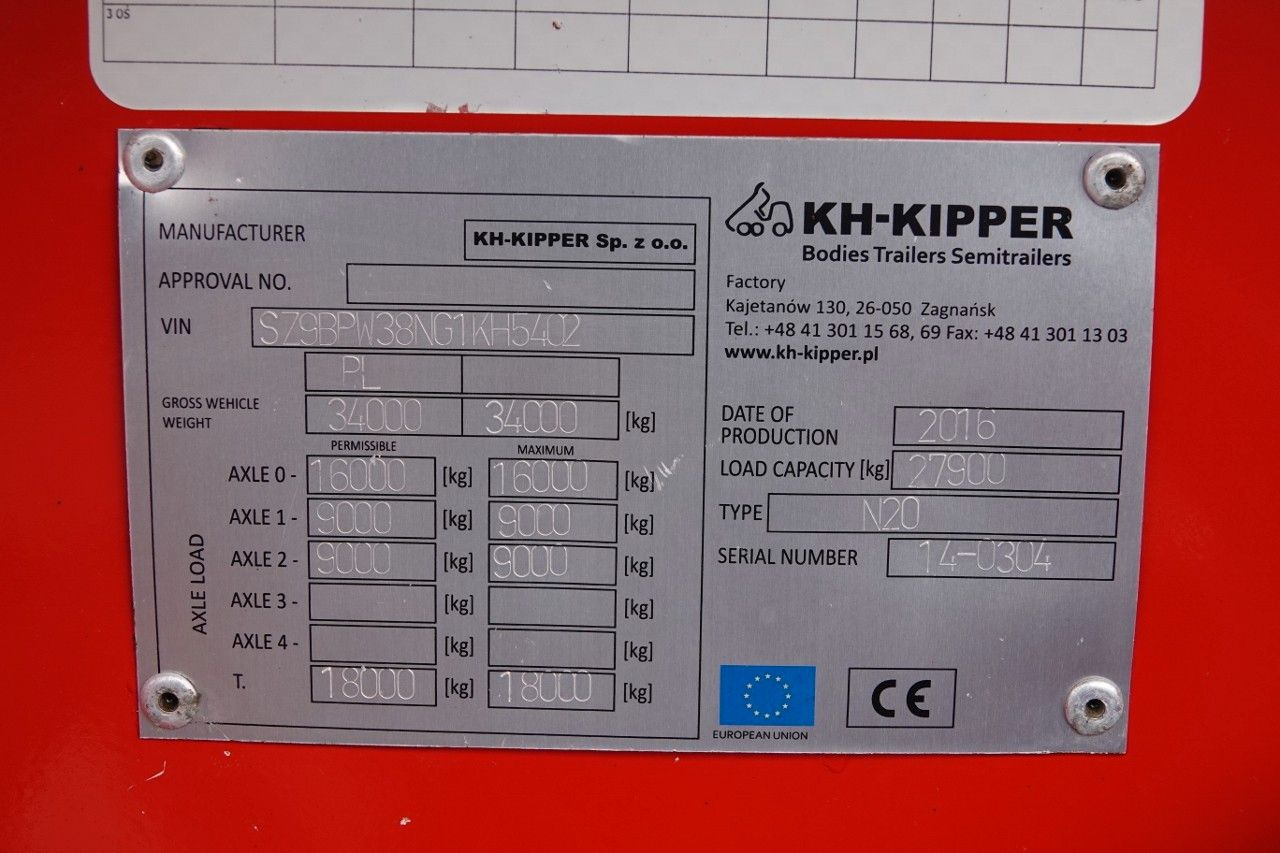 3 OŚ
MANUFACTURER KH-KIPPER Sp. z o.o.
APPROVAL NO.
VIN SZ9BPW38NG1KH5402
PL
GROSS WEHICLE WEIGHT 34000 34000 [kg]
PERMISSIBLE MAXIMUM
AXLE LOAD
AXLE 0 - 16000 [kg] 16000 [kg]
AXLE 1 - 9000 [kg] 9000 [kg]
AXLE 2 - 9000 [kg] 9000 [kg]
AXLE 3 - [kg] [kg]
AXLE 4 - [kg] [kg]
T. 18000 [kg] 18000 [kg]
KH-KIPPER
Bodies Trailers Semitrailers
Factory
Kajetanów 130, 26-050 Zagnańsk
Tel.: +48 41 301 15 68, 69 Fax: +48 41 301 13 03
www.kh-kipper.pl
DATE OF PRODUCTION 2016
LOAD CAPACITY [kg] 27900
TYPE N20
SERIAL NUMBER 14-0304
EUROPEAN UNION
CE